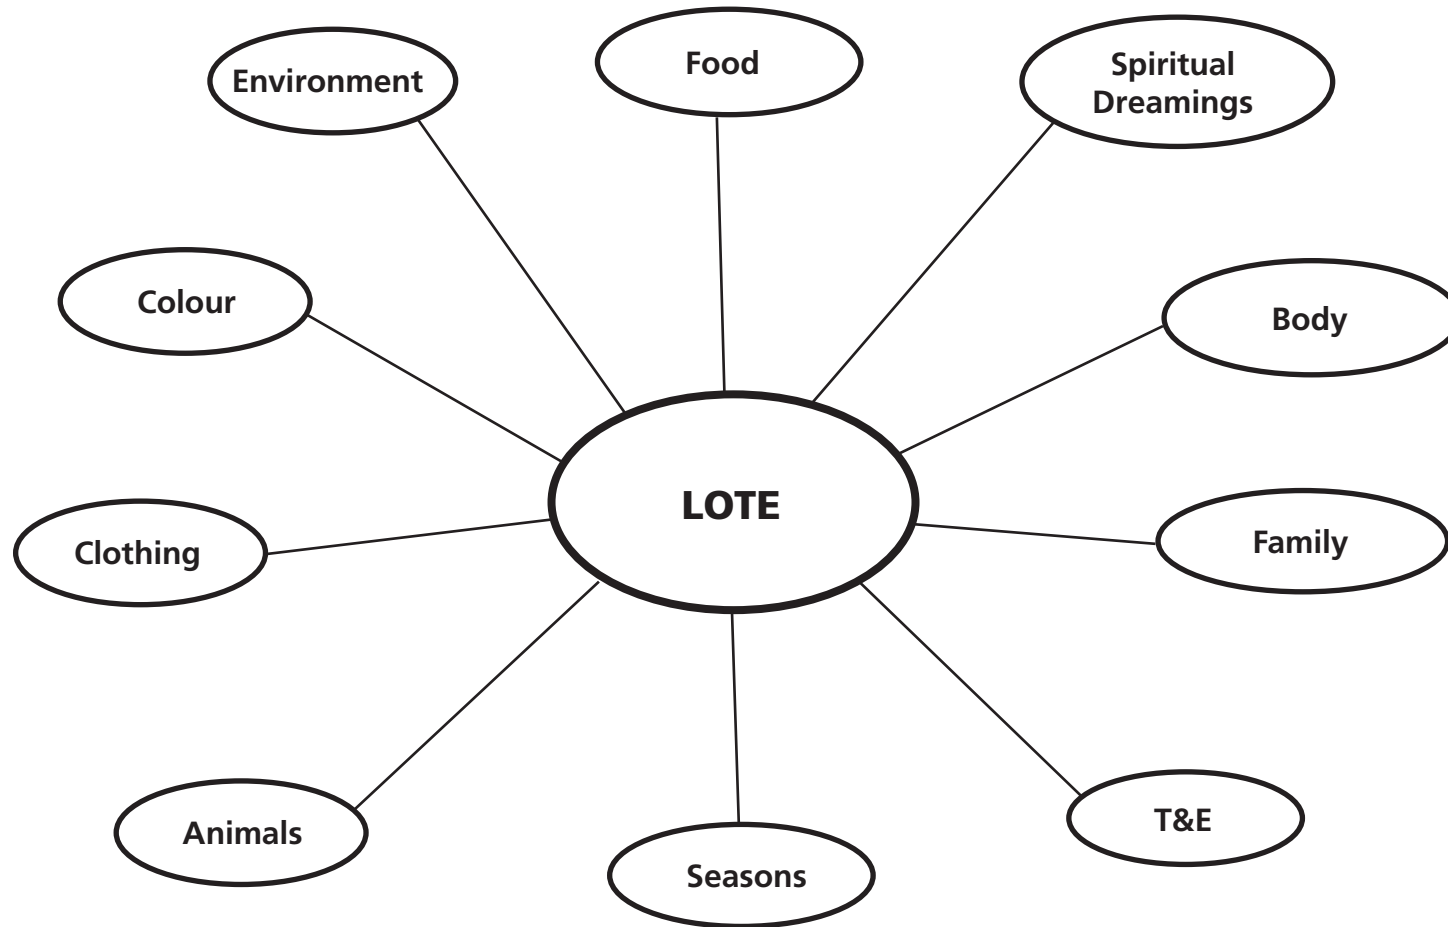 Environment
Food
Spiritual
Dreamings
Colour
Body
LOTE
Clothing
Family
Animals
Seasons
T&E